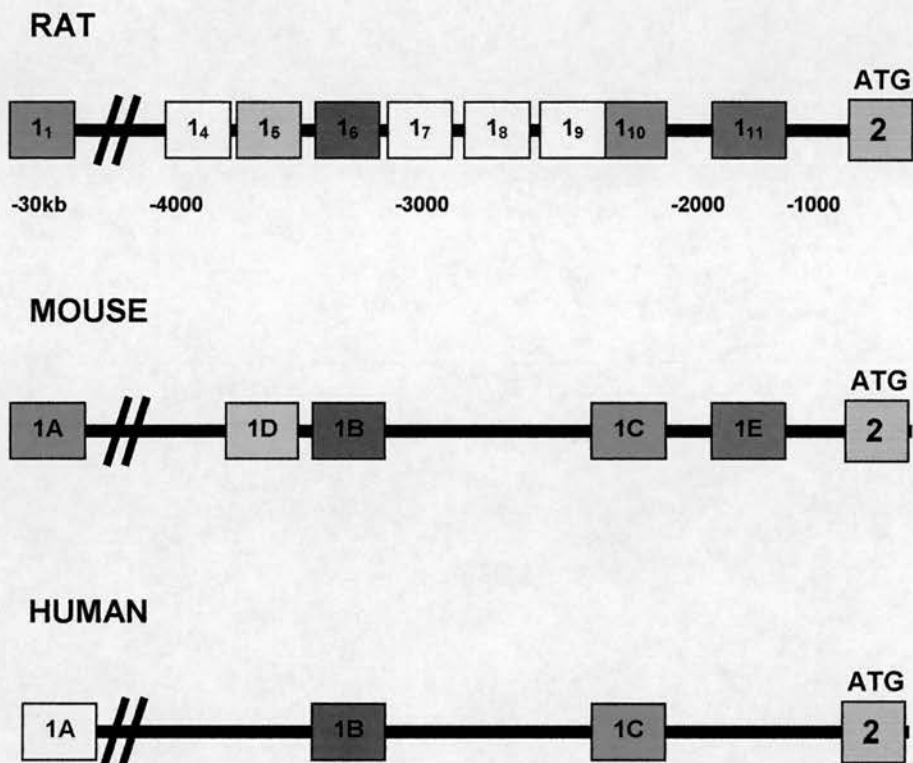 RAT
ATG
1₁ 1₄ 1₅ 1₆ 1₇ 1₈ 1₉ 1₁₀ 1₁₁ 2
-30kb -4000 -3000 -2000 -1000
MOUSE
ATG
1A 1D 1B 1C 1E 2
HUMAN
ATG
1A 1B 1C 2